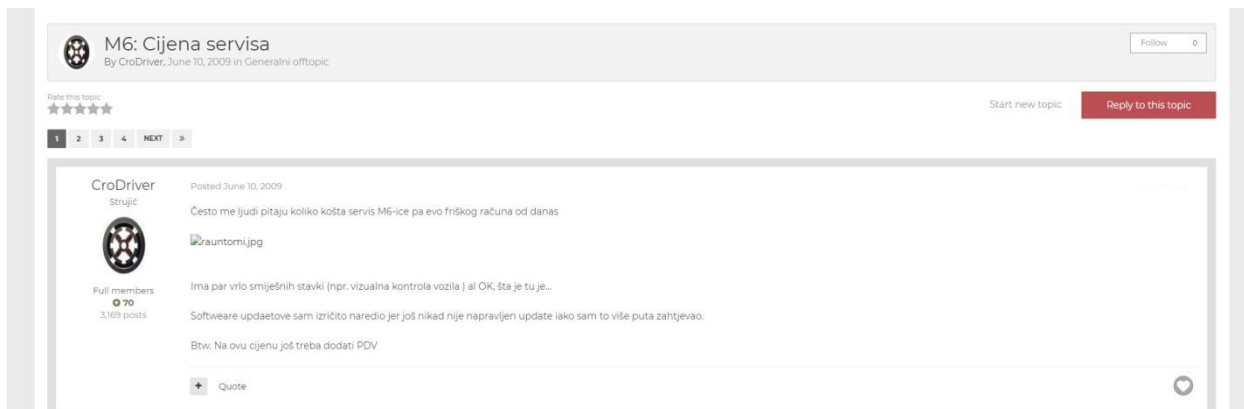 M6: Cijena servisa
By CroDriver, June 10, 2009 in Generalni offtopic
Follow 0
Rate this topic
Start new topic
Reply to this topic
1 2 3 4 NEXT »
CroDriver
Strujić
Full members
70
3,169 posts
Posted June 10, 2009
Često me ljudi pitaju koliko košta servis M6-ice pa evo friškog računa od danas
rauntomi.jpg
Ima par vrlo smiješnih stavki (npr. vizualna kontrola vozila ) al OK, šta je tu je...
Softweare updaetove sam izričito naredio jer još nikad nije napravljen update iako sam to više puta zahtjevao.
Btw. Na ovu cijenu još treba dodati PDV
+ Quote